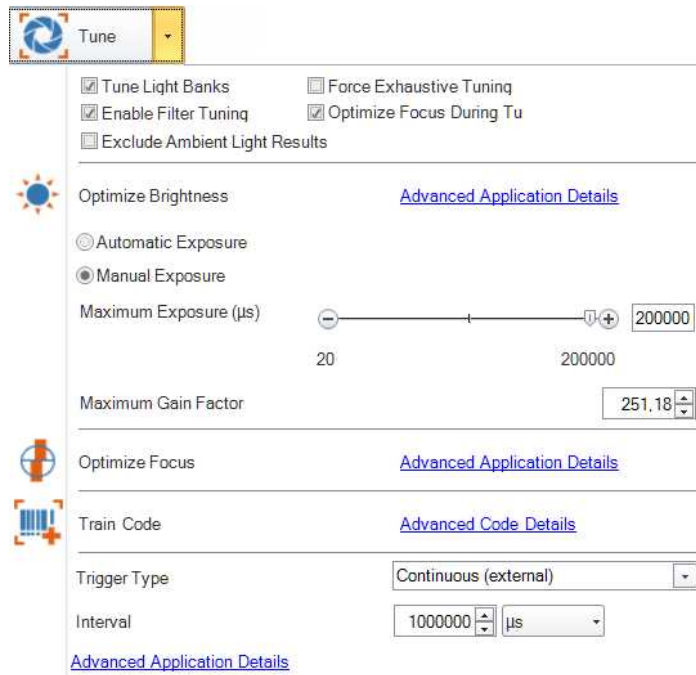 Tune
Tune Light Banks Force Exhaustive Tuning
Enable Filter Tuning Optimize Focus During Tu
Exclude Ambient Light Results
Optimize Brightness Advanced Application Details
Automatic Exposure
Manual Exposure
Maximum Exposure (µs) 200000
20 200000
Maximum Gain Factor 251,18
Optimize Focus Advanced Application Details
Train Code Advanced Code Details
Trigger Type Continuous (external)
Interval 1000000 µs
Advanced Application Details